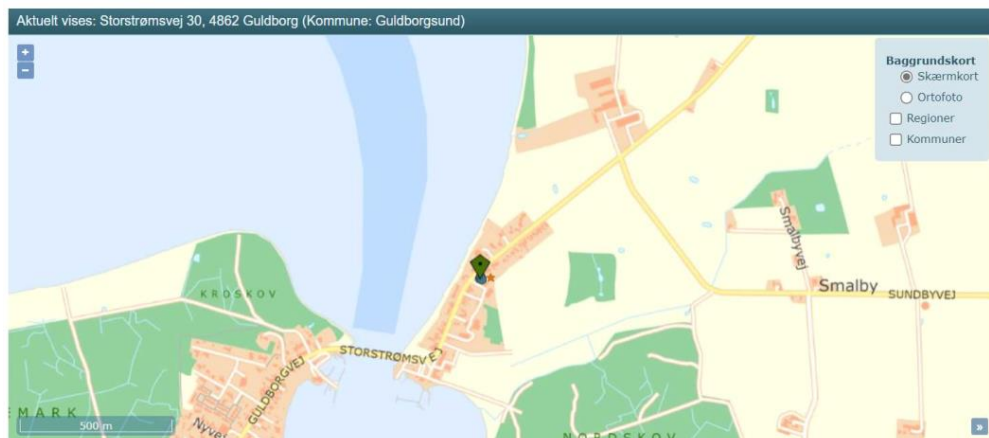 Aktuelt vises: Storstrømsvej 30, 4862 Guldborg (Kommune: Guldborgsund)
+
−
Baggrundskort
Skærmkort
Ortofoto
Regioner
Kommuner
Smalbyvej
Smalby
SUNDBYVEJ
KROSKOV
STORSTRØMSVEJ
GULDBORGVEJ
EMARK
500 m
NORDSKOV
»